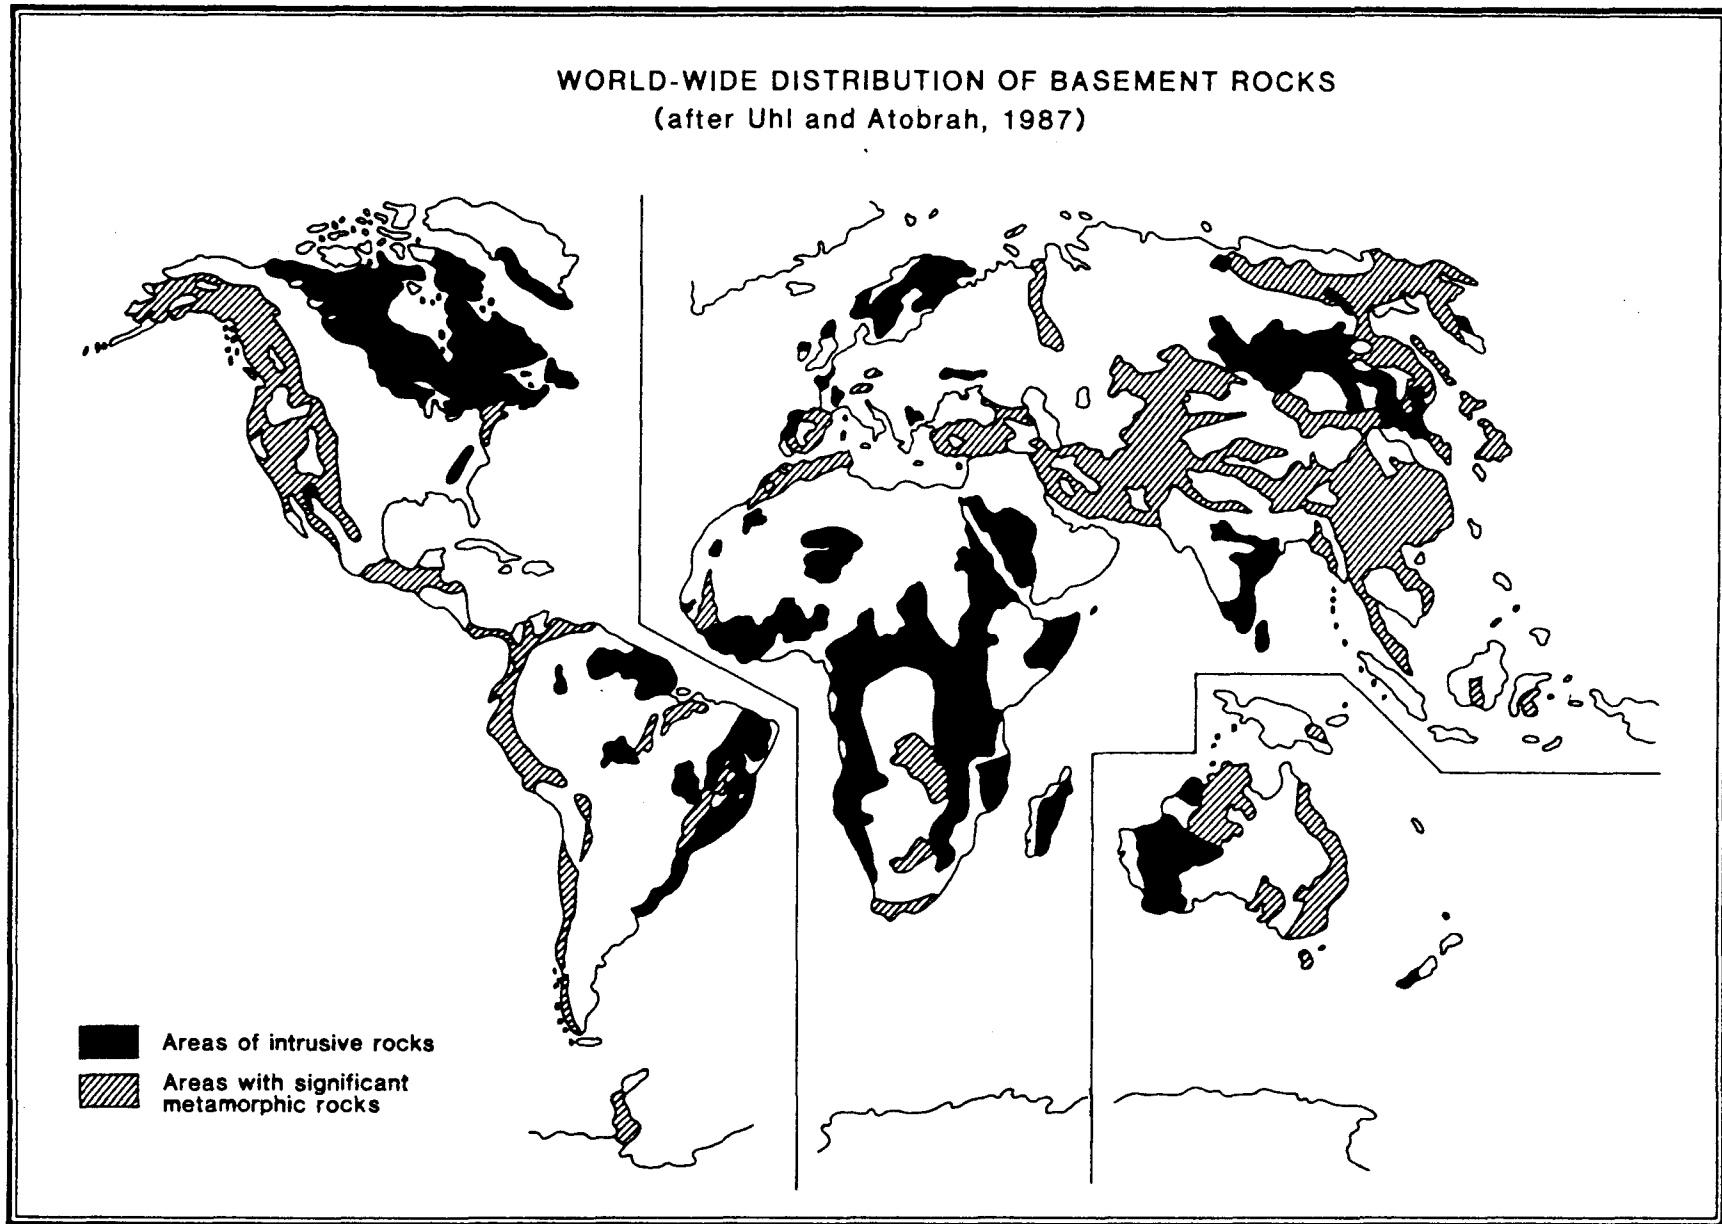 WORLD-WIDE DISTRIBUTION OF BASEMENT ROCKS
(after Uhl and Atobrah, 1987)
Areas of intrusive rocks
Areas with significant
metamorphic rocks